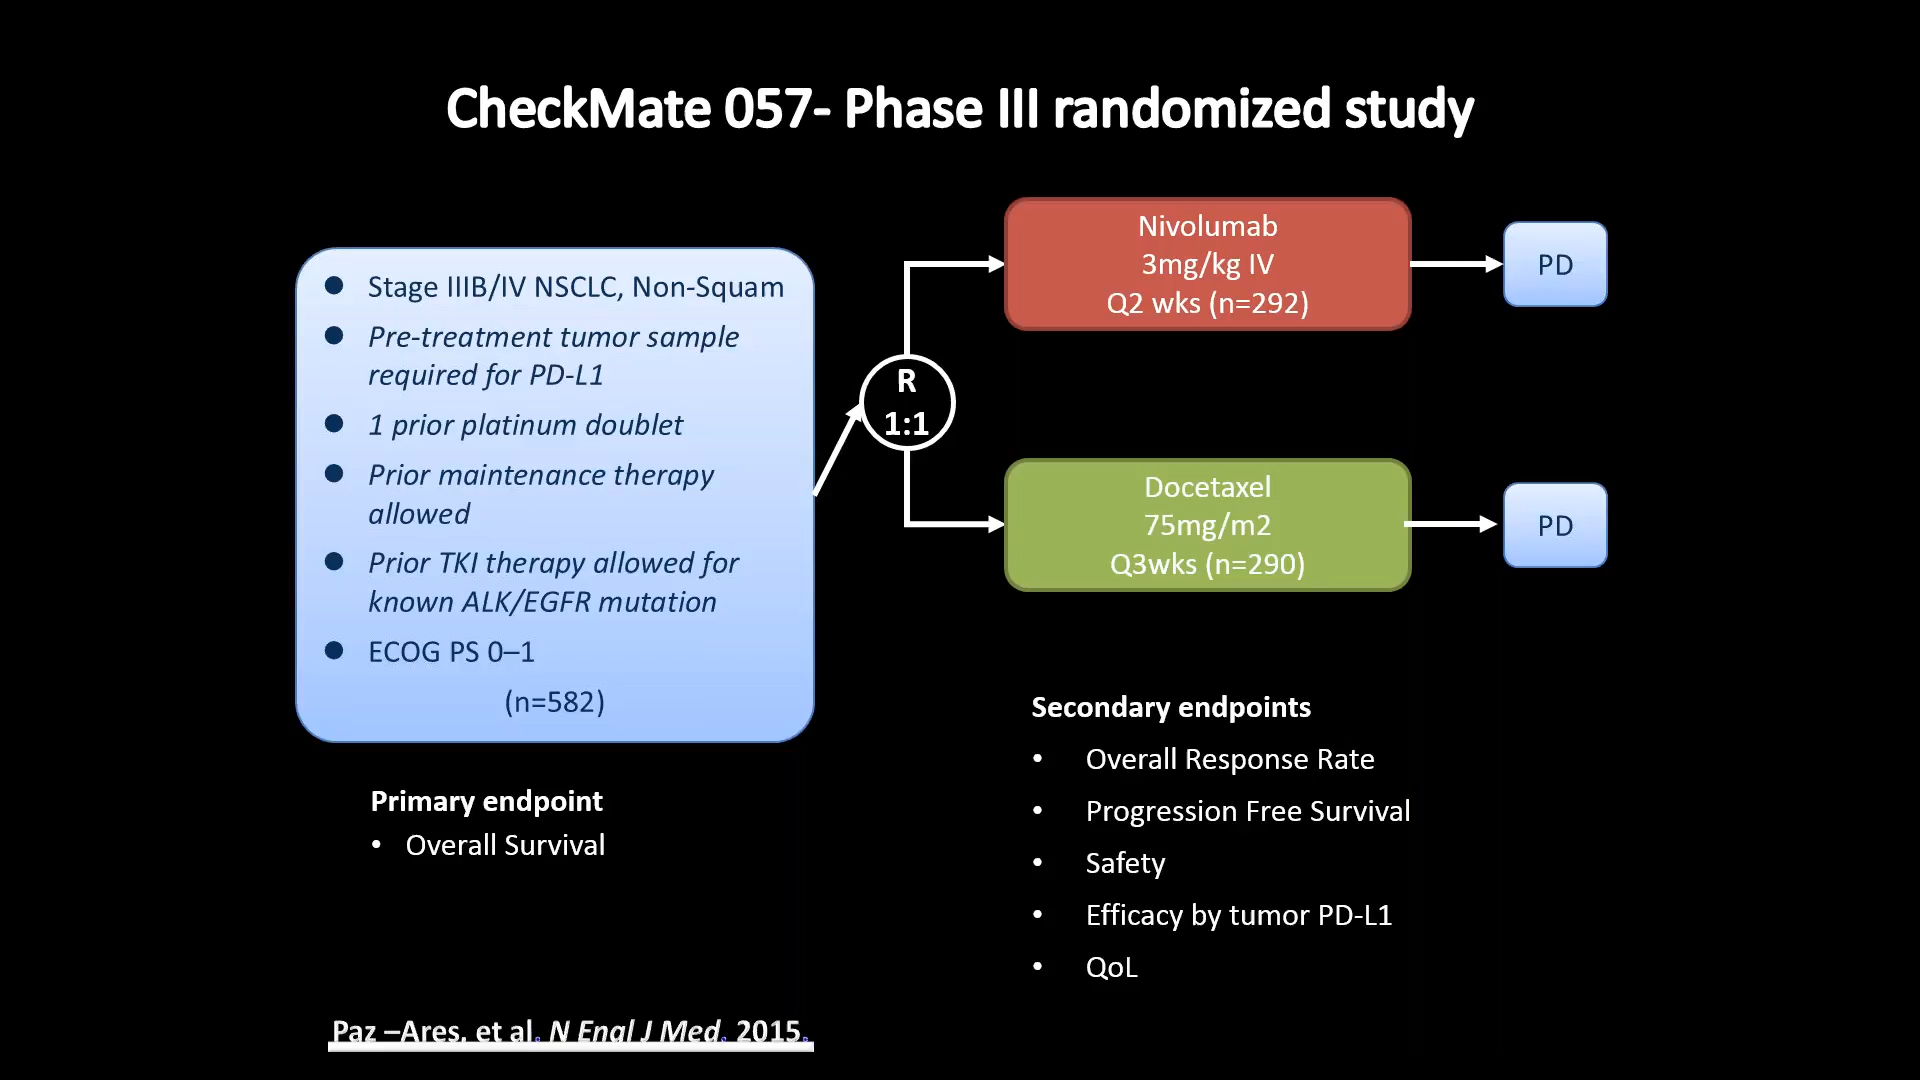 CheckMate 057- Phase III randomized study
● Stage IIIB/IV NSCLC, Non-Squam
● Pre-treatment tumor sample
required for PD-L1
● 1 prior platinum doublet
● Prior maintenance therapy
allowed
● Prior TKI therapy allowed for
known ALK/EGFR mutation
● ECOG PS 0–1
(n=582)
R
1:1
Nivolumab
3mg/kg IV
Q2 wks (n=292)
PD
Docetaxel
75mg/m2
Q3wks (n=290)
PD
Primary endpoint
• Overall Survival
Secondary endpoints
• Overall Response Rate
• Progression Free Survival
• Safety
• Efficacy by tumor PD-L1
• QoL
Paz –Ares, et al. N Engl J Med. 2015.